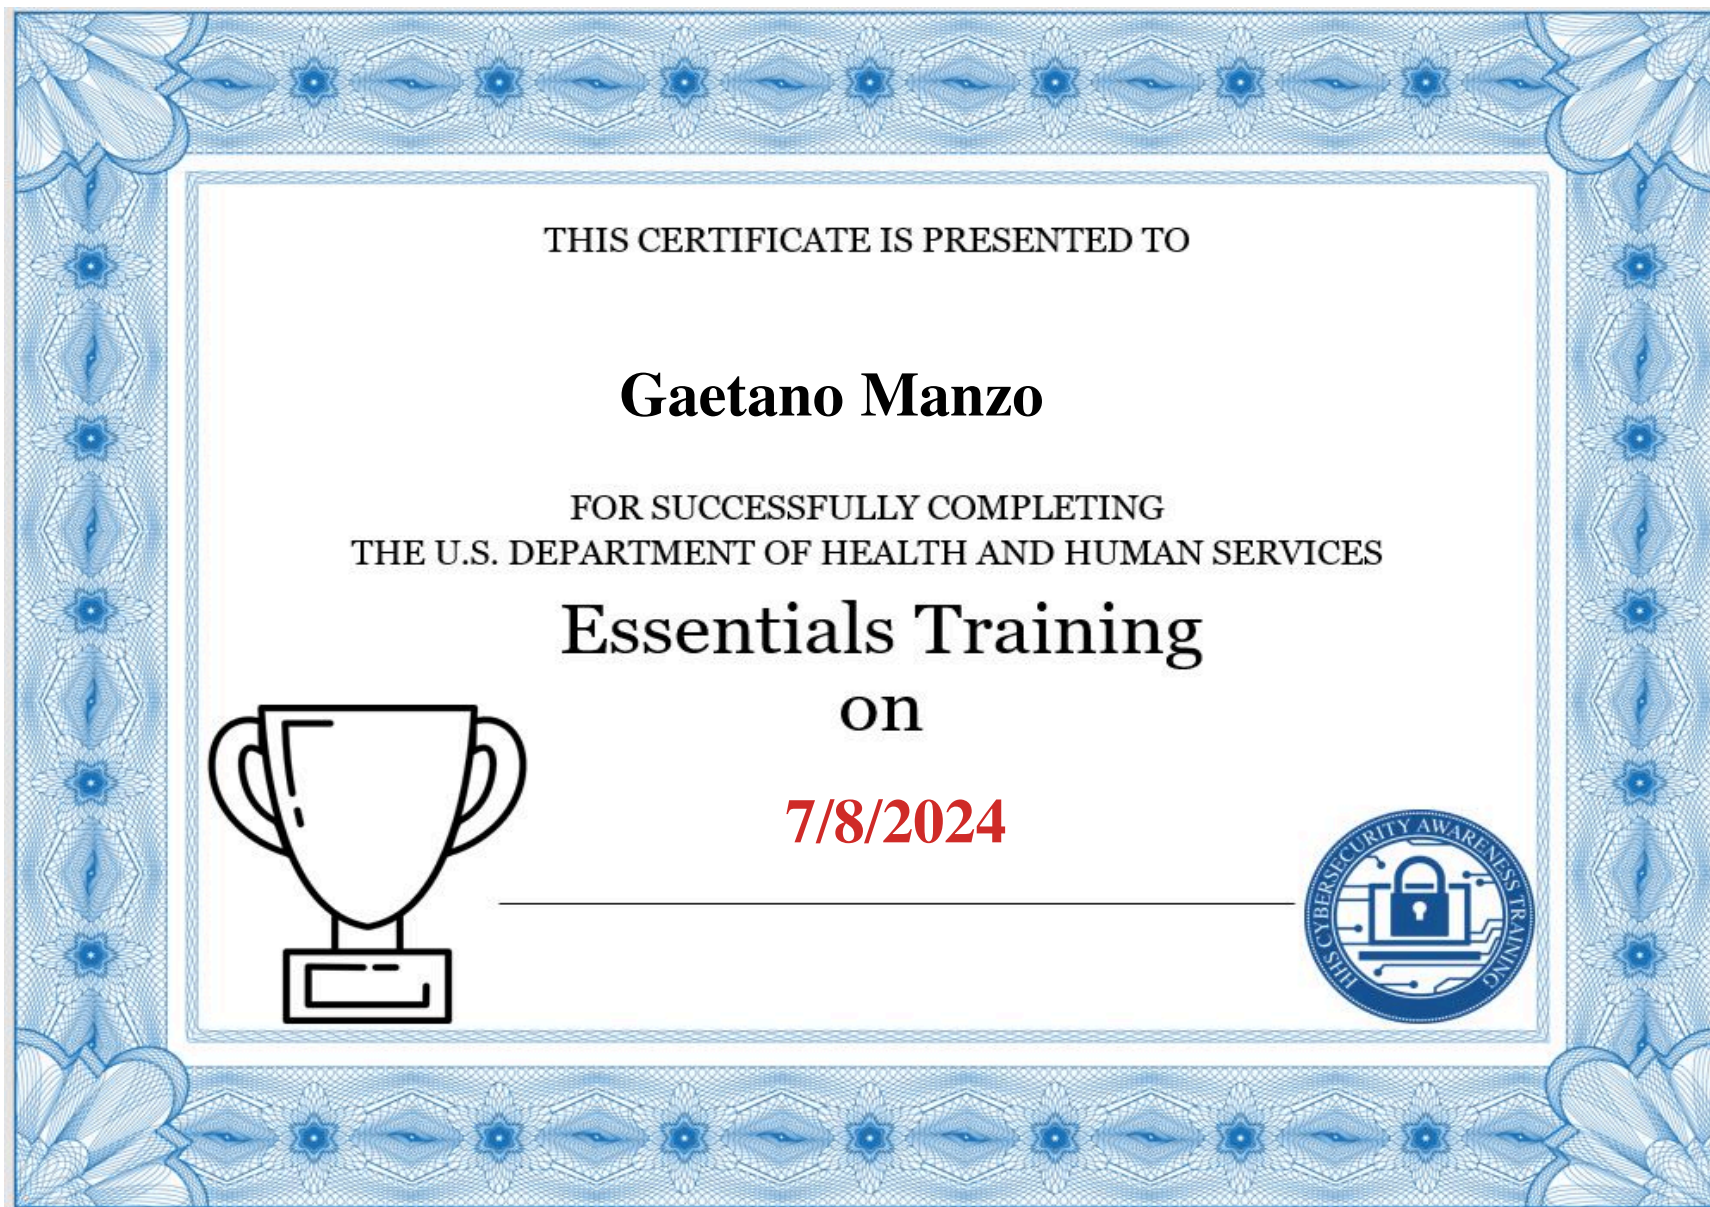 THIS CERTIFICATE IS PRESENTED TO
Gaetano Manzo
FOR SUCCESSFULLY COMPLETING
THE U.S. DEPARTMENT OF HEALTH AND HUMAN SERVICES
Essentials Training
on
7/8/2024
HHS CYBERSECURITY AWARENESS TRAINING